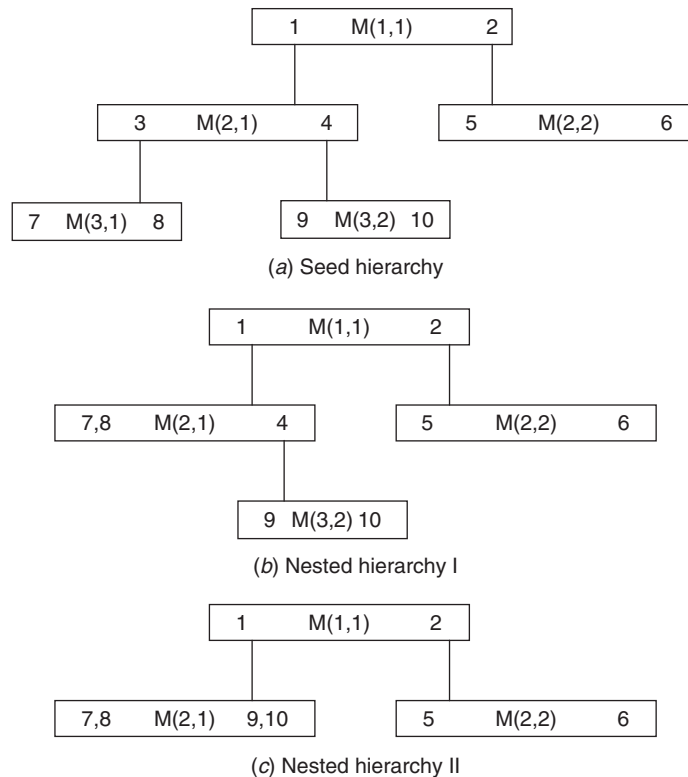 1 M(1,1) 2
3 M(2,1) 4 5 M(2,2) 6
7 M(3,1) 8 9 M(3,2) 10
(a) Seed hierarchy
1 M(1,1) 2
7,8 M(2,1) 4 5 M(2,2) 6
9 M(3,2) 10
(b) Nested hierarchy I
1 M(1,1) 2
7,8 M(2,1) 9,10 5 M(2,2) 6
(c) Nested hierarchy II